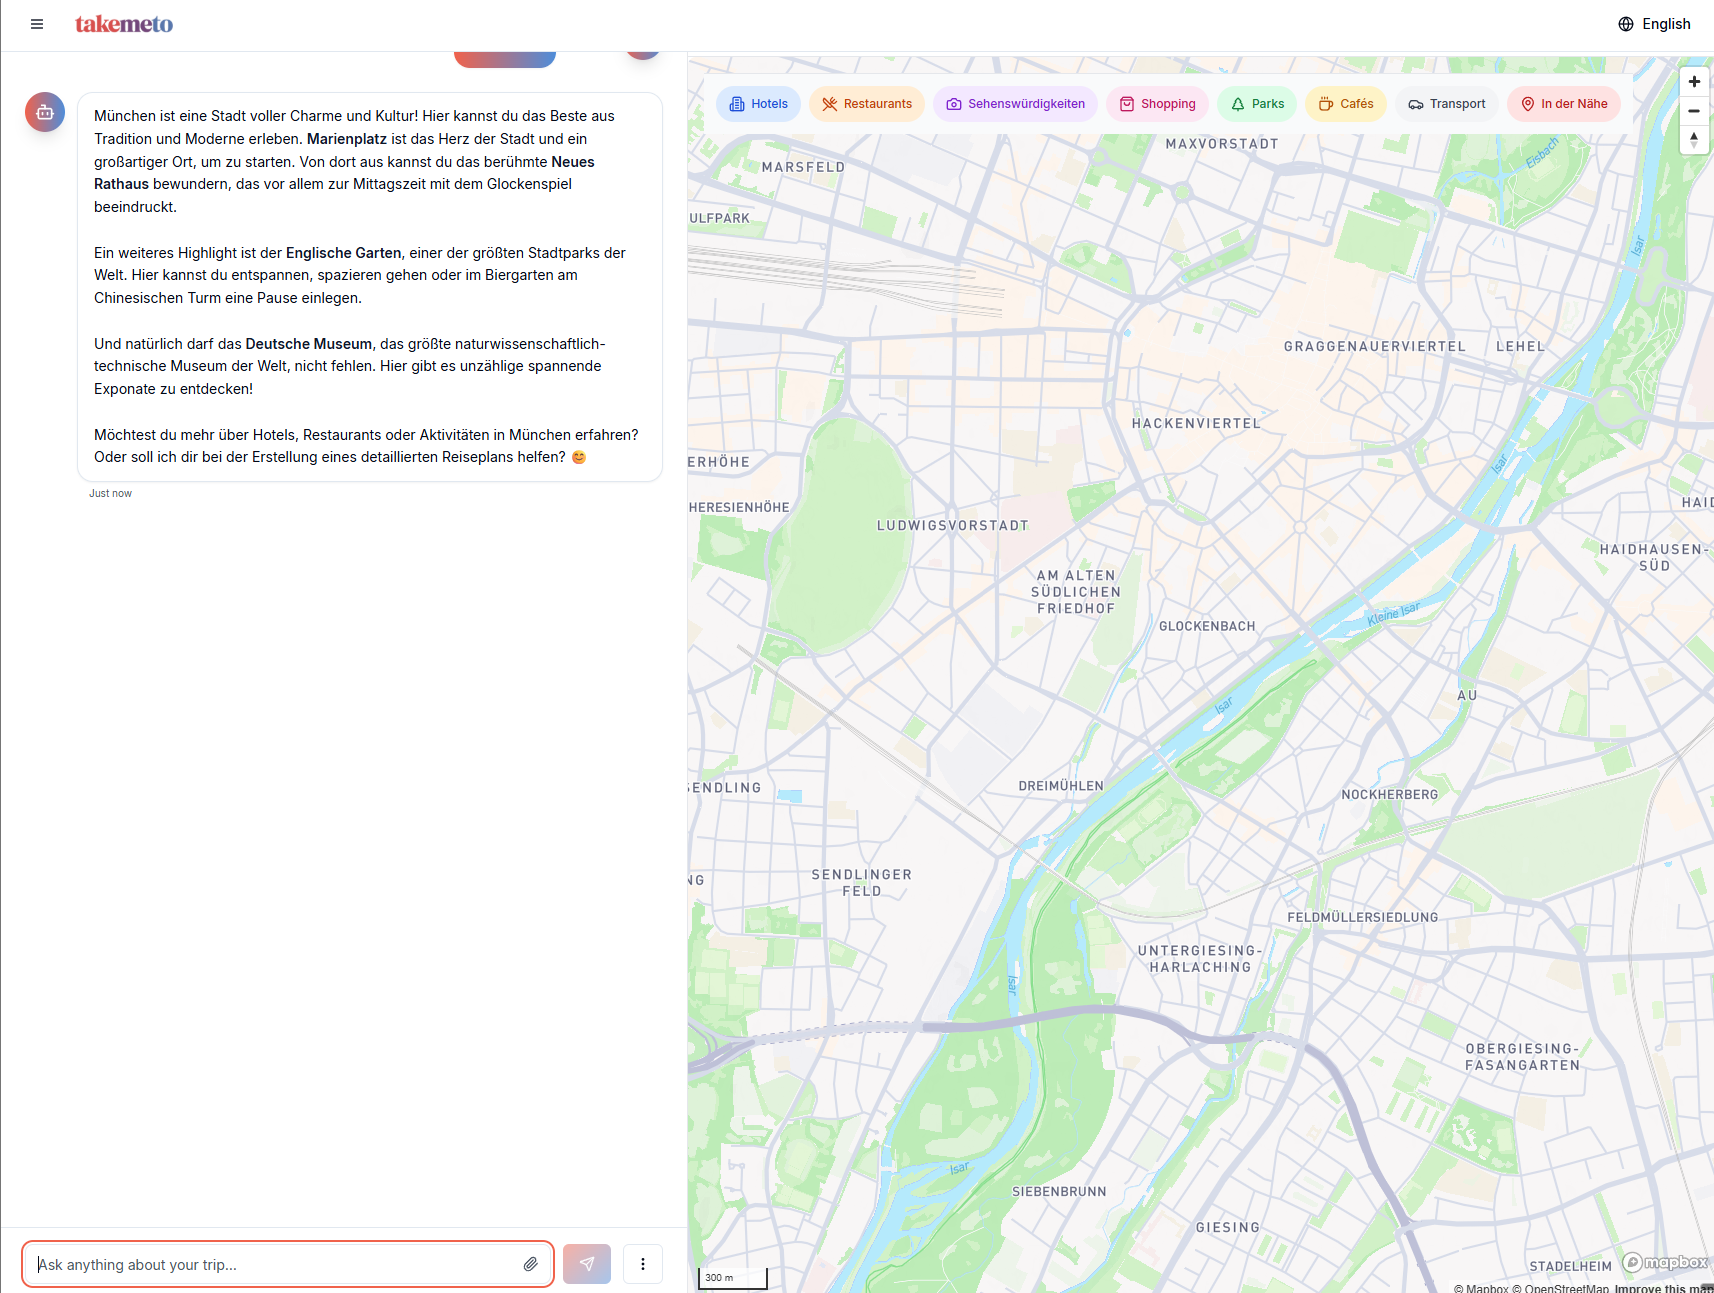 takemeto
English
München ist eine Stadt voller Charme und Kultur! Hier kannst du das Beste aus
Tradition und Moderne erleben. Marienplatz ist das Herz der Stadt und ein
großartiger Ort, um zu starten. Von dort aus kannst du das berühmte Neues
Rathaus bewundern, das vor allem zur Mittagszeit mit dem Glockenspiel
beeindruckt.
Ein weiteres Highlight ist der Englische Garten, einer der größten Stadtparks der
Welt. Hier kannst du entspannen, spazieren gehen oder im Biergarten am
Chinesischen Turm eine Pause einlegen.
Und natürlich darf das Deutsche Museum, das größte naturwissenschaftlich-
technische Museum der Welt, nicht fehlen. Hier gibt es unzählige spannende
Exponate zu entdecken!
Möchtest du mehr über Hotels, Restaurants oder Aktivitäten in München erfahren?
Oder soll ich dir bei der Erstellung eines detaillierten Reiseplans helfen? 😊
Just now
Ask anything about your trip...
Hotels
Restaurants
Sehenswürdigkeiten
Shopping
Parks
Cafés
Transport
In der Nähe
MAXVORSTADT
Eisbach
MARSFELD
ULFPARK
Isar
GRAGGENAUERVIERTEL
LEHEL
HACKENVIERTEL
ERHÖHE
Isar
HERESIENHÖHE
HAID
LUDWIGSVORSTADT
HAIDHAUSEN-
SÜD
AM ALTEN
SÜDLICHEN
FRIEDHOF
Kleine Isar
GLOCKENBACH
AU
Isar
SENDLING
DREIMÜHLEN
NOCKHERBERG
SENDLINGER
FELD
NG
FELDMÜLLERSIEDLUNG
UNTERGIESING-
HARLACHING
Isar
OBERGIESING-
FASANGARTEN
Isar
SIEBENBRUNN
GIESING
STADELHEIM
mapbox
300 m
© Mapbox © OpenStreetMap Improve this map